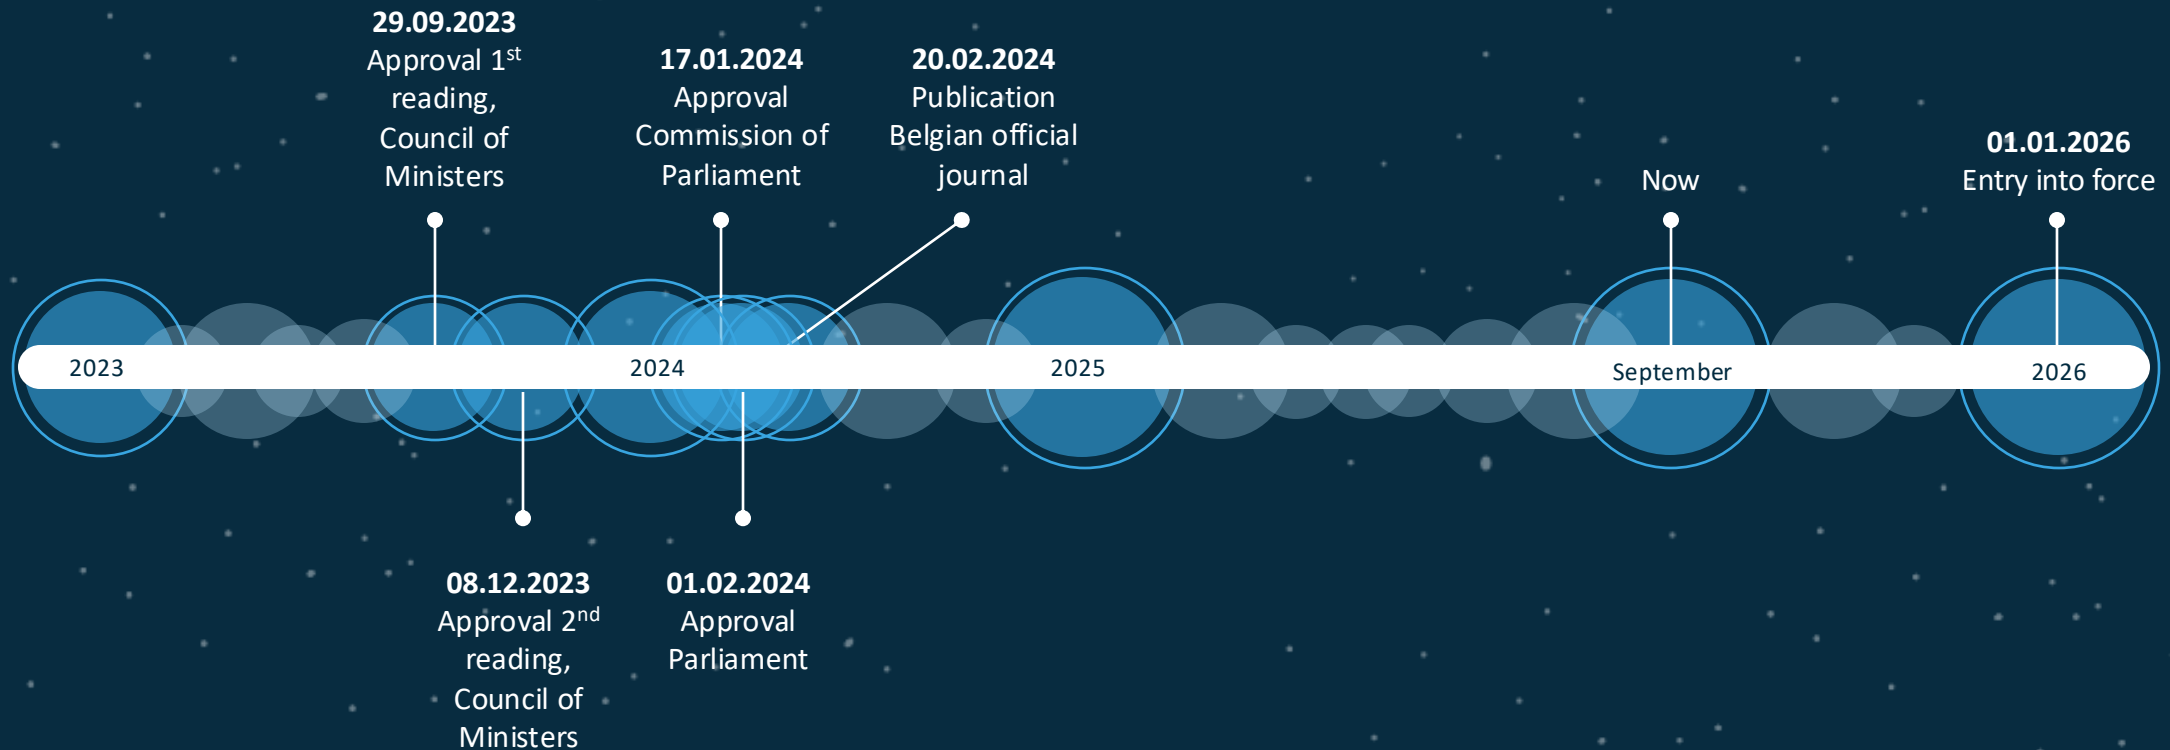 29.09.2023
Approval 1st
reading,
Council of
Ministers
17.01.2024
Approval
Commission of
Parliament
20.02.2024
Publication
Belgian official
journal
Now
01.01.2026
Entry into force
2023
2024
2025
September
2026
08.12.2023
Approval 2nd
reading,
Council of
Ministers
01.02.2024
Approval
Parliament